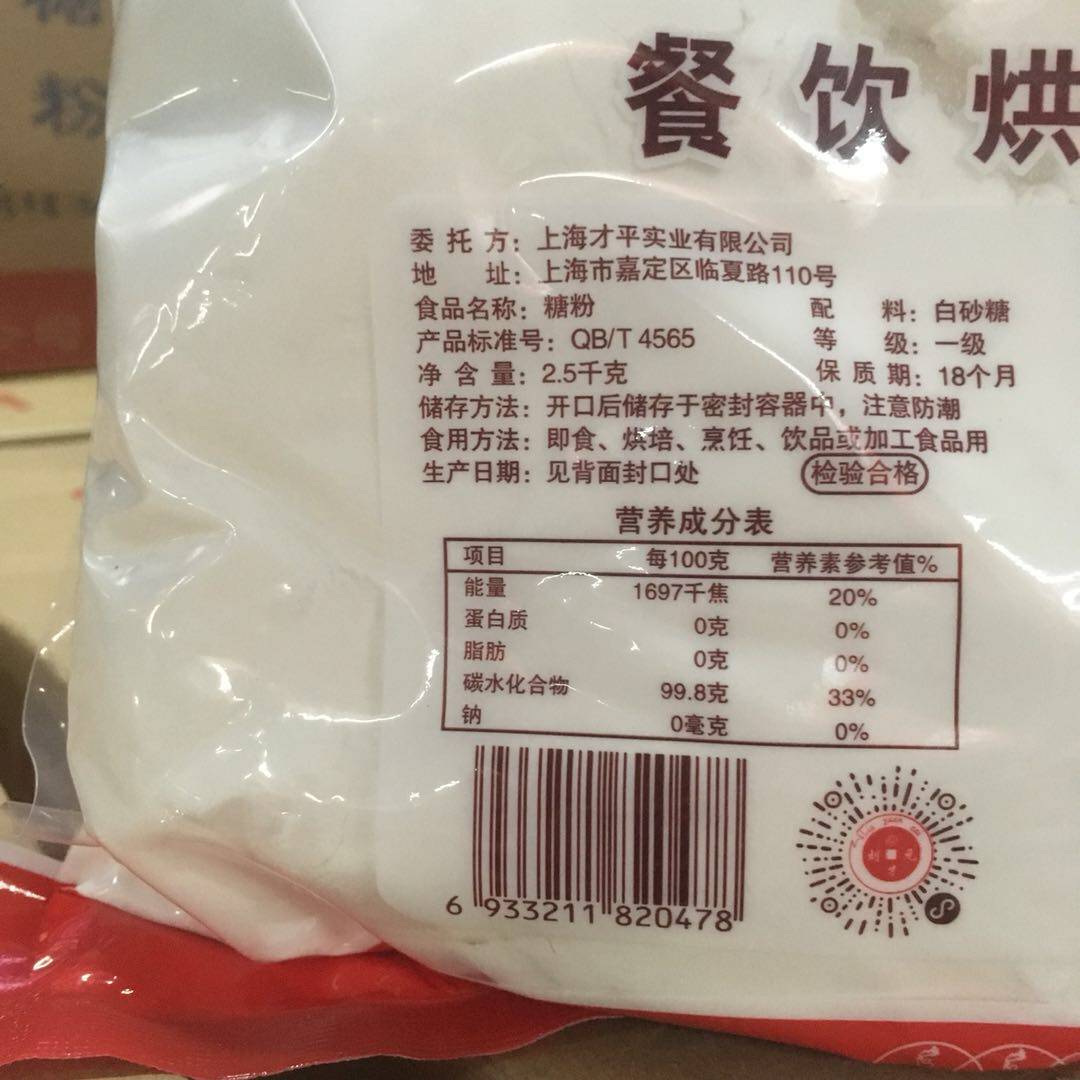 糖
粉
餐饮烘
委托方：上海才平实业有限公司
地址：上海市嘉定区临夏路110号
食品名称：糖粉 配料：白砂糖
产品标准号：QB/T 4565 等级：一级
净含量：2.5千克 保质期：18个月
储存方法：开口后储存于密封容器中，注意防潮
食用方法：即食、烘培、烹饪、饮品或加工食品用
生产日期：见背面封口处 检验合格
营养成分表
项目 每100克 营养素参考值%
能量 1697千焦 20%
蛋白质 0克 0%
脂肪 0克 0%
碳水化合物 99.8克 33%
钠 0毫克 0%
6 933211 820478